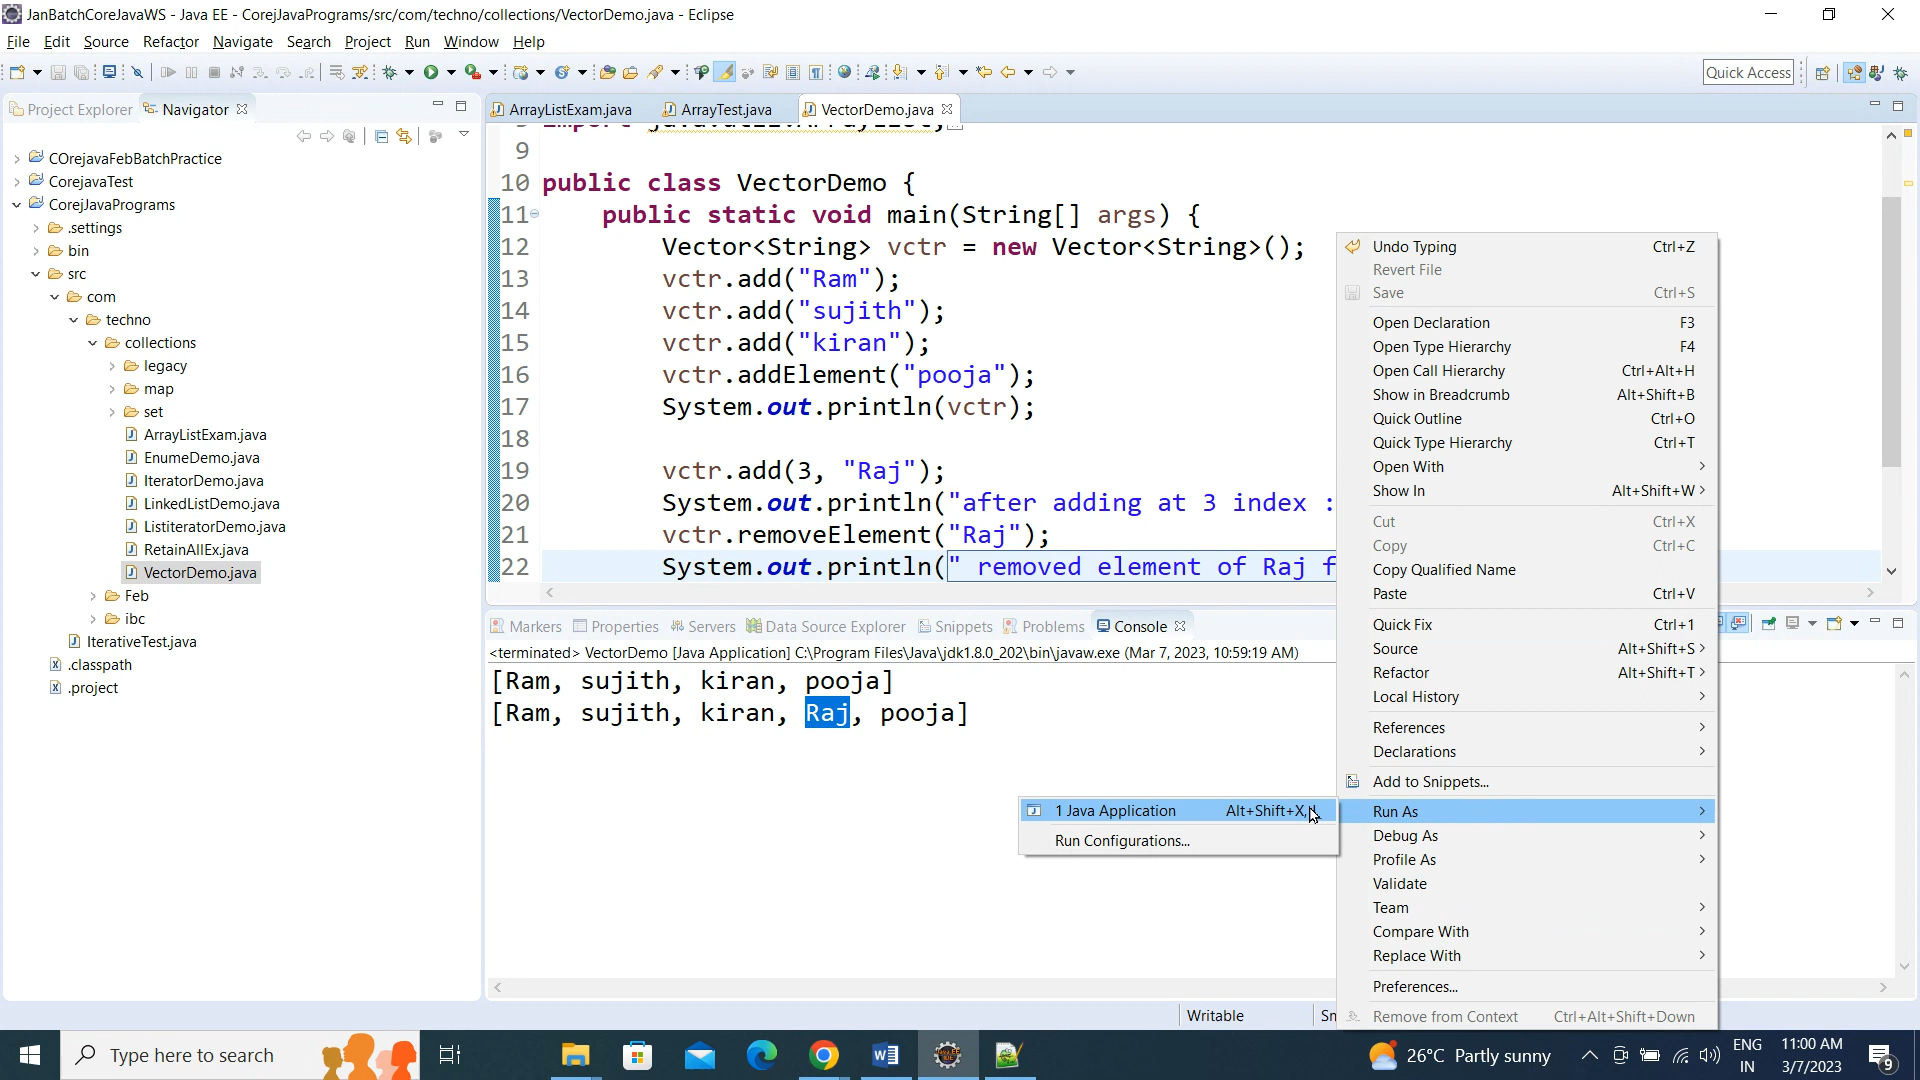 JanBatchCoreJavaWS - Java EE - CorejJavaPrograms/src/com/techno/collections/VectorDemo.java - Eclipse
File Edit Source Refactor Navigate Search Project Run Window Help
Quick Access
Project Explorer Navigator
COrejavaFebBatchPractice
CorejavaTest
CorejJavaPrograms
.settings
bin
src
com
techno
collections
legacy
map
set
ArrayListExam.java
EnumeDemo.java
IteratorDemo.java
LinkedListDemo.java
ListiteratorDemo.java
RetainAllEx.java
VectorDemo.java
Feb
ibc
IterativeTest.java
.classpath
.project
ArrayListExam.java ArrayTest.java VectorDemo.java
9
10 public class VectorDemo {
11 public static void main(String[] args) {
12 Vector<String> vctr = new Vector<String>();
13 vctr.add("Ram");
14 vctr.add("sujith");
15 vctr.add("kiran");
16 vctr.addElement("pooja");
17 System.out.println(vctr);
18
19 vctr.add(3, "Raj");
20 System.out.println("after adding at 3 index :
21 vctr.removeElement("Raj");
22 System.out.println(" removed element of Raj f
Markers Properties Servers Data Source Explorer Snippets Problems Console
<terminated> VectorDemo [Java Application] C:\Program Files\Java\jdk1.8.0_202\bin\javaw.exe (Mar 7, 2023, 10:59:19 AM)
[Ram, sujith, kiran, pooja]
[Ram, sujith, kiran, Raj, pooja]
1 Java Application Alt+Shift+X,
Run Configurations...
Undo Typing Ctrl+Z
Revert File
Save Ctrl+S
Open Declaration F3
Open Type Hierarchy F4
Open Call Hierarchy Ctrl+Alt+H
Show in Breadcrumb Alt+Shift+B
Quick Outline Ctrl+O
Quick Type Hierarchy Ctrl+T
Open With
Show In Alt+Shift+W
Cut Ctrl+X
Copy Ctrl+C
Copy Qualified Name
Paste Ctrl+V
Quick Fix Ctrl+1
Source Alt+Shift+S
Refactor Alt+Shift+T
Local History
References
Declarations
Add to Snippets...
Run As
Debug As
Profile As
Validate
Team
Compare With
Replace With
Preferences...
Remove from Context Ctrl+Alt+Shift+Down
Writable
Type here to search
26°C Partly sunny
ENG
IN
11:00 AM
3/7/2023
9